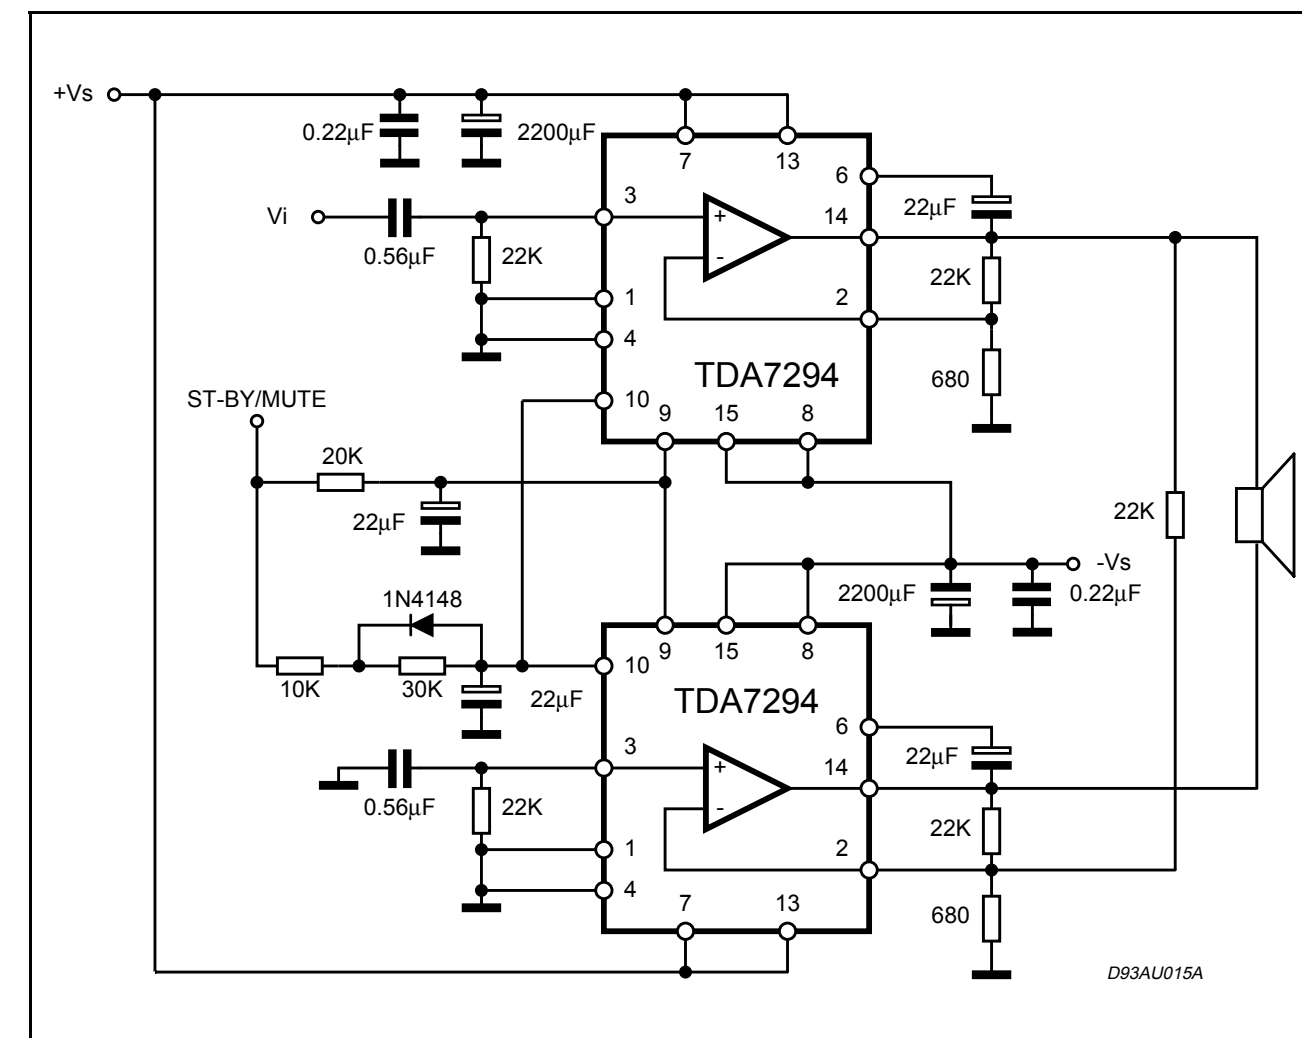 +Vs
0.22μF
2200μF
7
13
6
3
22μF
14
Vi
+
0.56μF
22K
-
22K
1
2
4
TDA7294
680
ST-BY/MUTE
10
9
15
8
20K
22μF
22K
-Vs
1N4148
2200μF
0.22μF
9
15
8
10
10K
30K
22μF
TDA7294
6
3
22μF
14
+
0.56μF
22K
-
22K
1
2
4
7
13
680
D93AU015A